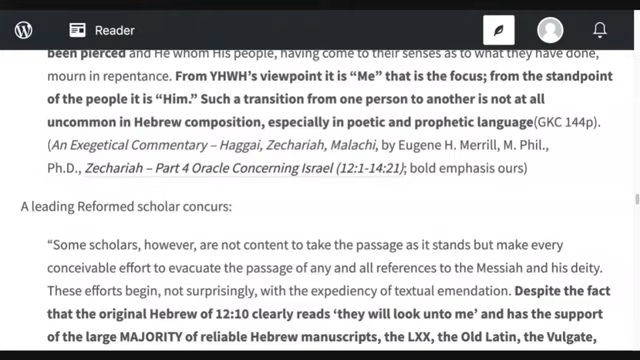 Reader
been pierced and He whom His people, having come to their senses as to what they have done,
mourn in repentance. From YHWH's viewpoint it is "Me" that is the focus; from the standpoint
of the people it is "Him." Such a transition from one person to another is not at all
uncommon in Hebrew composition, especially in poetic and prophetic language(GKC 144p).
(An Exegetical Commentary – Haggai, Zechariah, Malachi, by Eugene H. Merrill, M. Phil.,
Ph.D., Zechariah – Part 4 Oracle Concerning Israel (12:1-14:21); bold emphasis ours)
A leading Reformed scholar concurs:
"Some scholars, however, are not content to take the passage as it stands but make every
conceivable effort to evacuate the passage of any and all references to the Messiah and his deity.
These efforts begin, not surprisingly, with the expediency of textual emendation. Despite the fact
that the original Hebrew of 12:10 clearly reads 'they will look unto me' and has the support
of the large MAJORITY of reliable Hebrew manuscripts, the LXX, the Old Latin, the Vulgate,